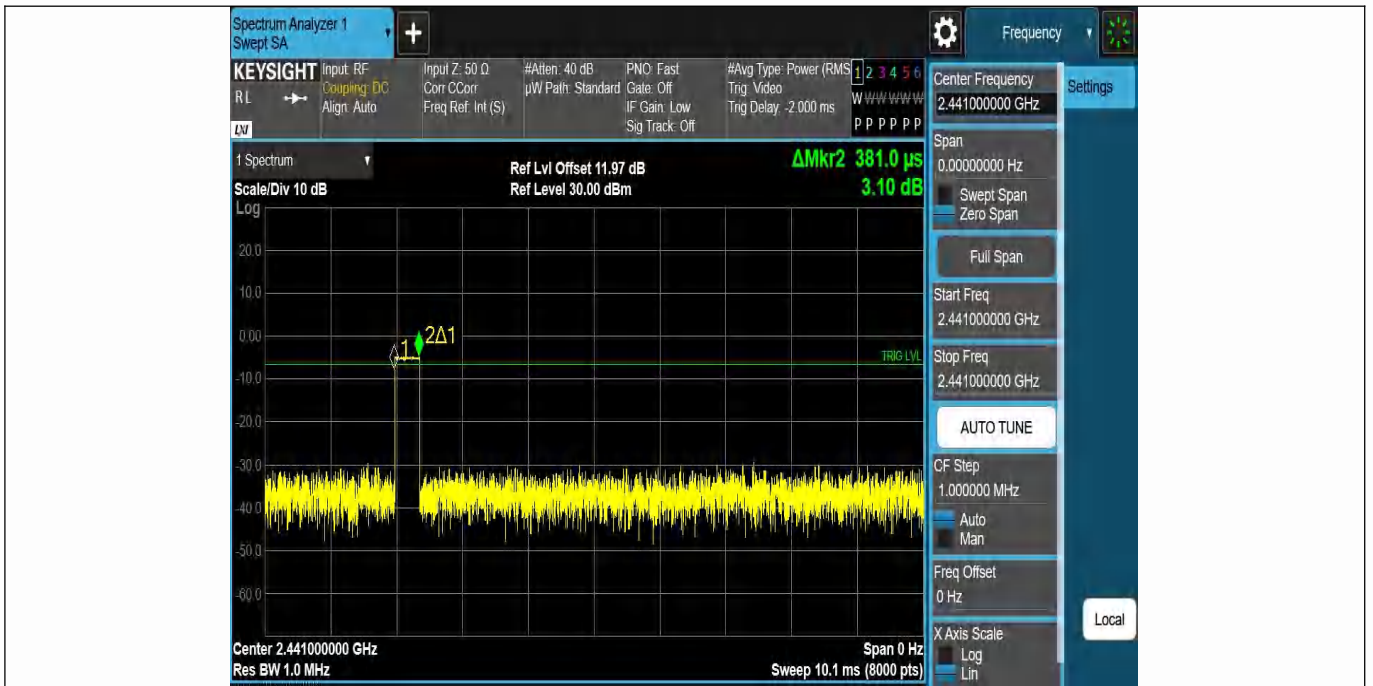 Spectrum Analyzer 1
Swept SA
+
Frequency
KEYSIGHT
RL
LXI
Input: RF
Coupling: DC
Align: Auto
Input Z: 50 Ω
Corr CCorr
Freq Ref: Int (S)
#Atten: 40 dB
µW Path: Standard
PNO: Fast
Gate: Off
IF Gain: Low
Sig Track: Off
#Avg Type: Power (RMS
Trig: Video
Trig Delay: -2.000 ms
1 2 3 4 5 6
W W W W W W
P P P P P P
1 Spectrum
Scale/Div 10 dB
Log
Ref Lvl Offset 11.97 dB
Ref Level 30.00 dBm
ΔMkr2 381.0 µs
3.10 dB
20.0
10.0
0.00
-10.0
-20.0
-30.0
-40.0
-50.0
-60.0
1
2Δ1
TRIG LVL
Center 2.441000000 GHz
Res BW 1.0 MHz
Span 0 Hz
Sweep 10.1 ms (8000 pts)
Center Frequency
2.441000000 GHz
Settings
Span
0.00000000 Hz
Swept Span
Zero Span
Full Span
Start Freq
2.441000000 GHz
Stop Freq
2.441000000 GHz
AUTO TUNE
CF Step
1.000000 MHz
Auto
Man
Freq Offset
0 Hz
X Axis Scale
Log
Lin
Local